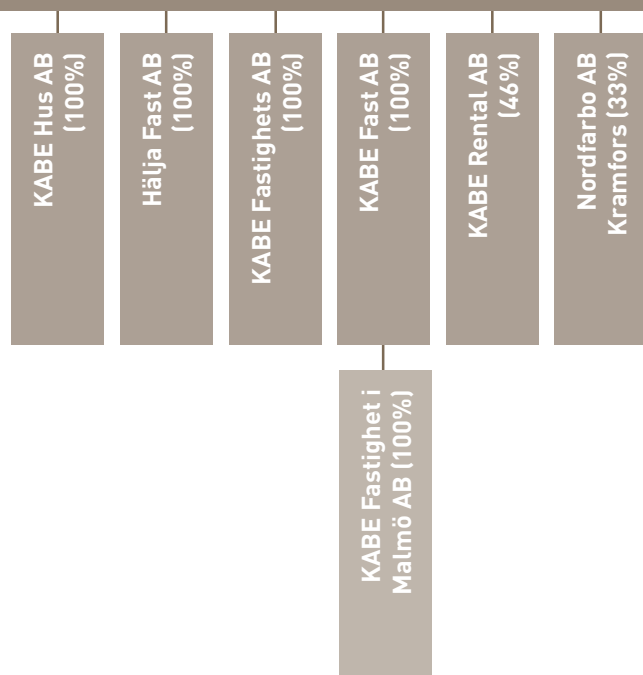 KABE Hus AB
(100%)
Hälja Fast AB
(100%)
KABE Fastighets AB
(100%)
KABE Fast AB
(100%)
KABE Rental AB
(46%)
Nordfarbo AB
Kramfors (33%)
KABE Fastighet i
Malmö AB (100%)